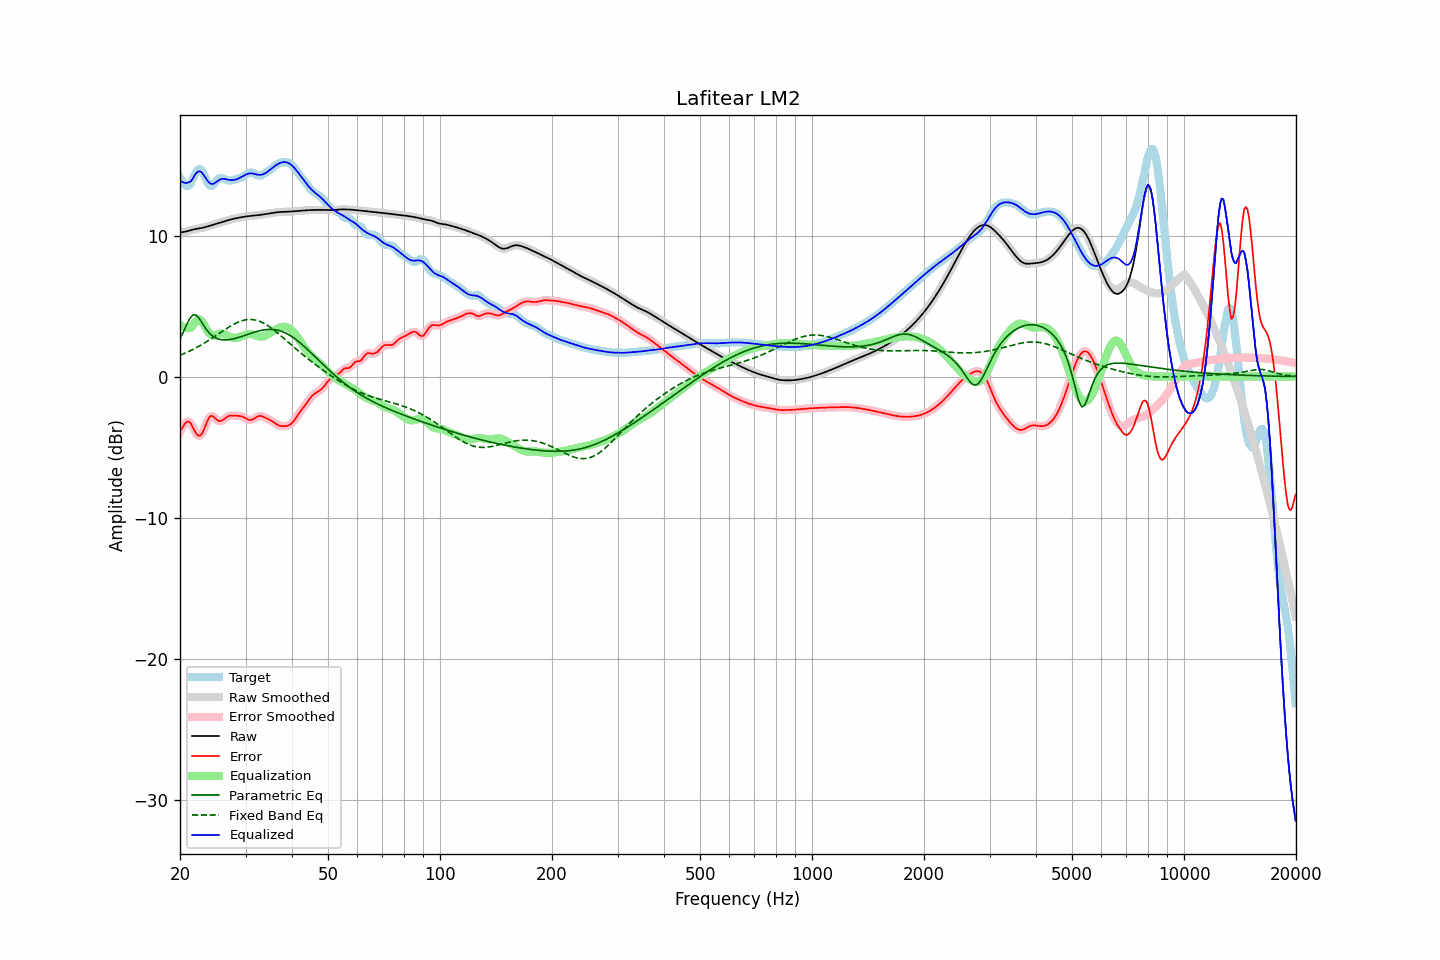 Lafitear LM2
Amplitude (dBr)
10
0
−10
−20
−30
Target
Raw Smoothed
Error Smoothed
Raw
Error
Equalization
Parametric Eq
Fixed Band Eq
Equalized
20 50 100 200 500 1000 2000 5000 10000 20000
Frequency (Hz)